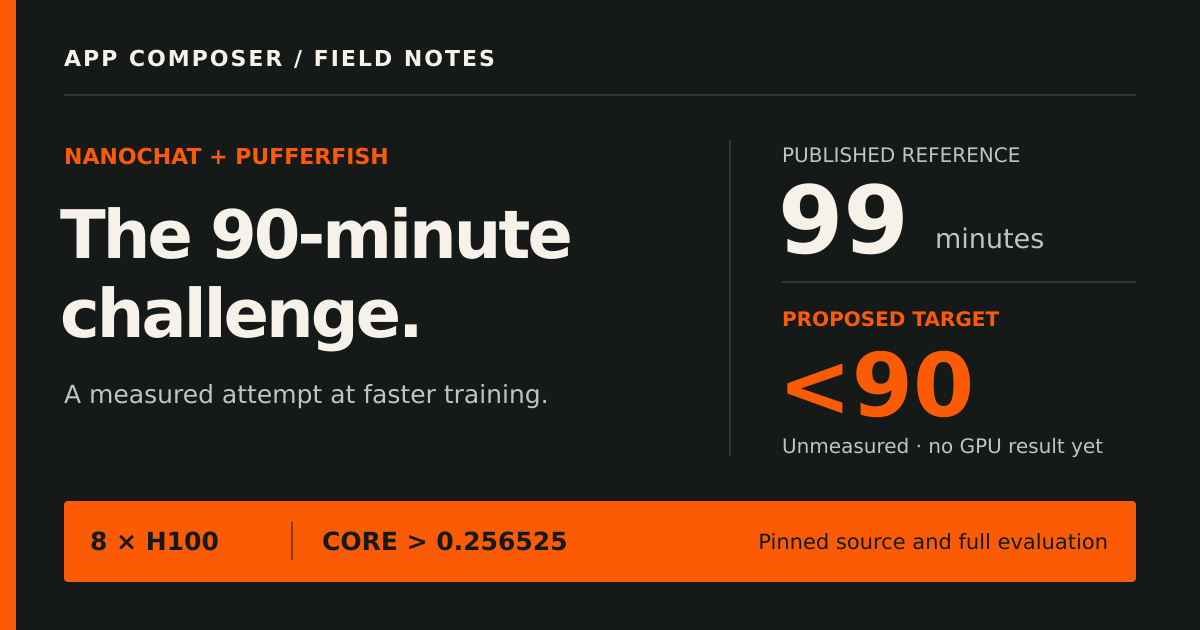 APP COMPOSER / FIELD NOTES
NANOCHAT + PUFFERFISH
The 90-minute
challenge.
A measured attempt at faster training.
PUBLISHED REFERENCE
99 minutes
PROPOSED TARGET
<90
Unmeasured · no GPU result yet
8 × H100
CORE > 0.256525
Pinned source and full evaluation